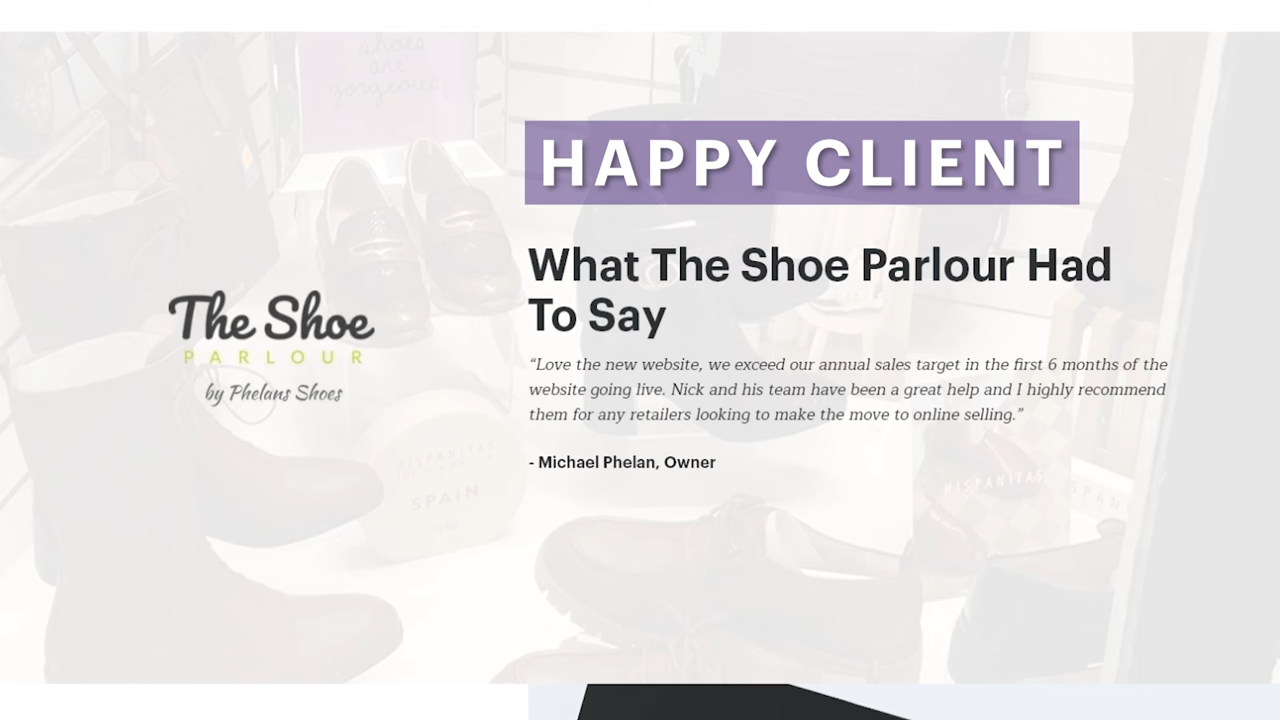 shoes
are
gorgeous
HAPPY CLIENT
What The Shoe Parlour Had
To Say
The Shoe
PARLOUR
by Phelans Shoes
“Love the new website, we exceed our annual sales target in the first 6 months of the
website going live. Nick and his team have been a great help and I highly recommend
them for any retailers looking to make the move to online selling.”
- Michael Phelan, Owner
HISPANITAS
SPAIN
HISPANITAS
SPAN